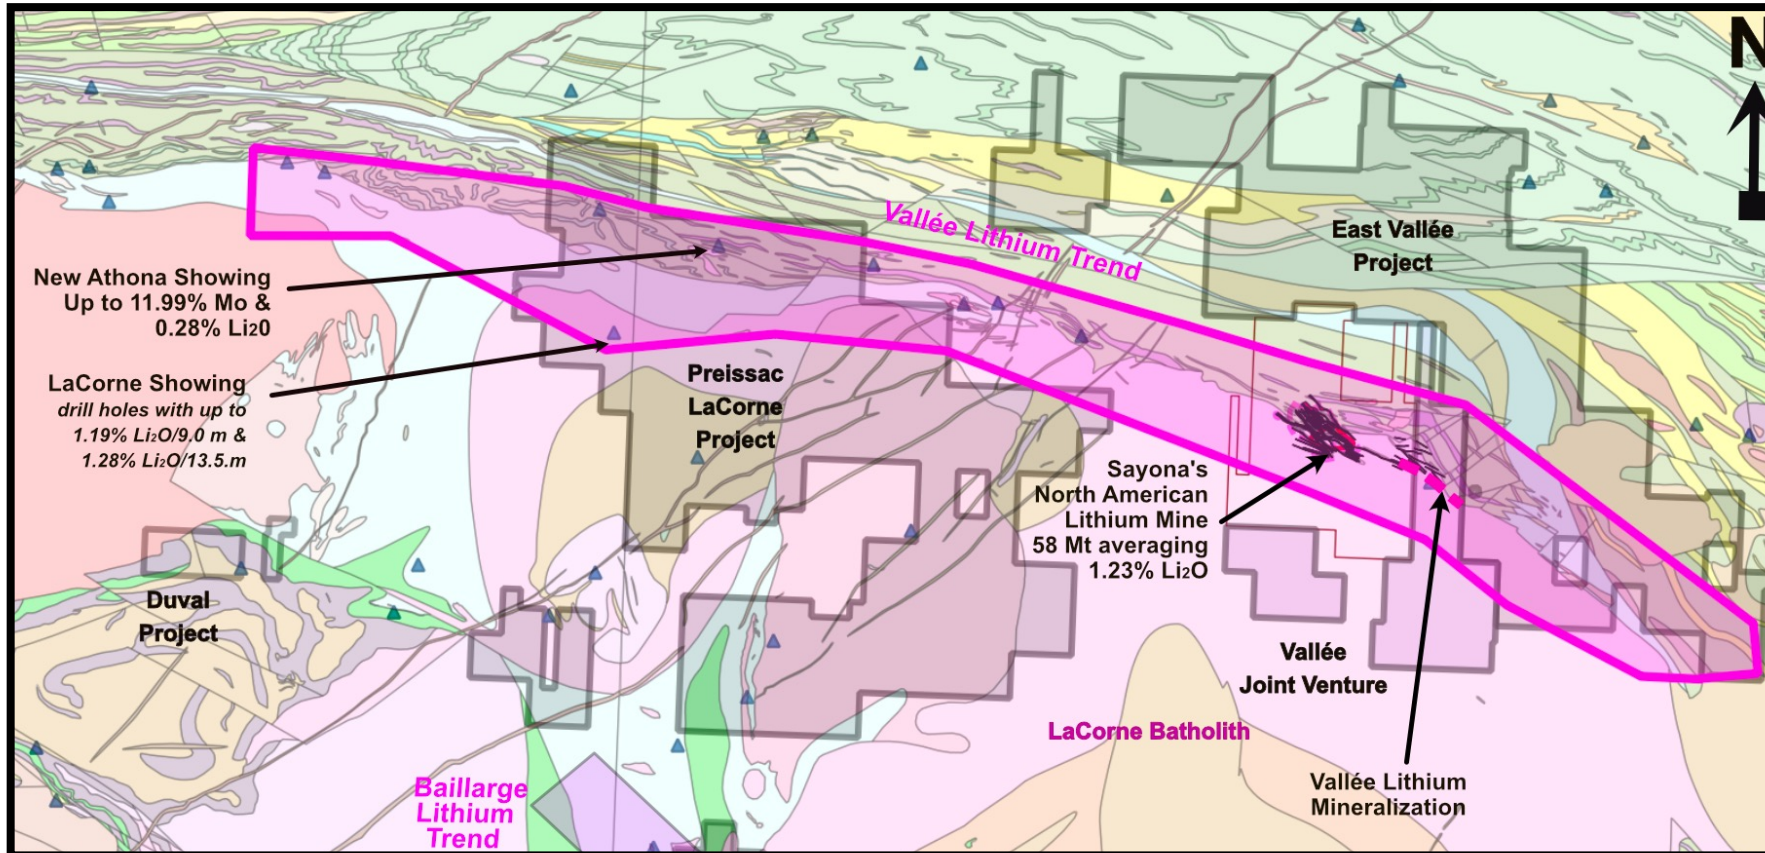 N
Vallée Lithium Trend
East Vallée
Project
New Athona Showing
Up to 11.99% Mo &
0.28% Li20
LaCorne Showing
drill holes with up to
1.19% Li₂O/9.0 m &
1.28% Li₂O/13.5.m
Preissac
LaCorne
Project
Sayona's
North American
Lithium Mine
58 Mt averaging
1.23% Li₂O
Duval
Project
Vallée
Joint Venture
LaCorne Batholith
Baillarge
Lithium
Trend
Vallée Lithium
Mineralization